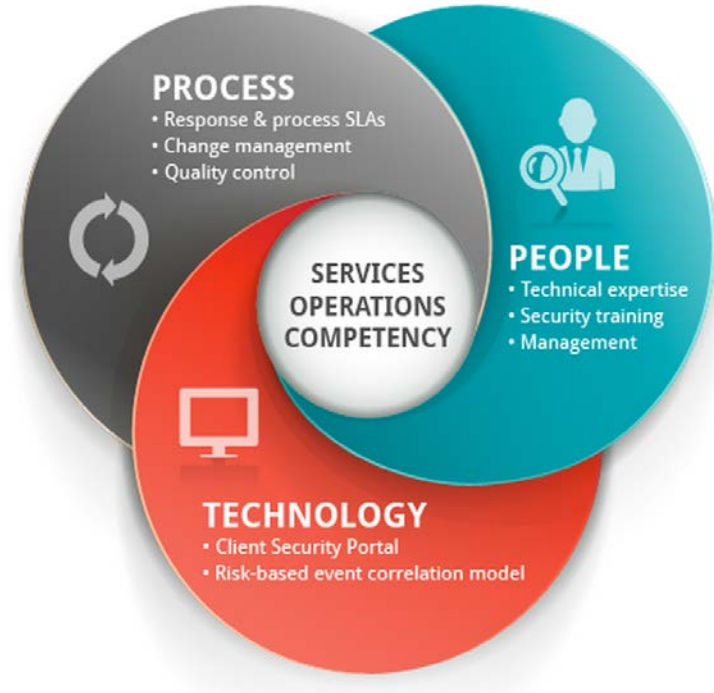 PROCESS
• Response & process SLAs
• Change management
• Quality control
PEOPLE
• Technical expertise
• Security training
• Management
SERVICES
OPERATIONS
COMPETENCY
TECHNOLOGY
• Client Security Portal
• Risk-based event correlation model